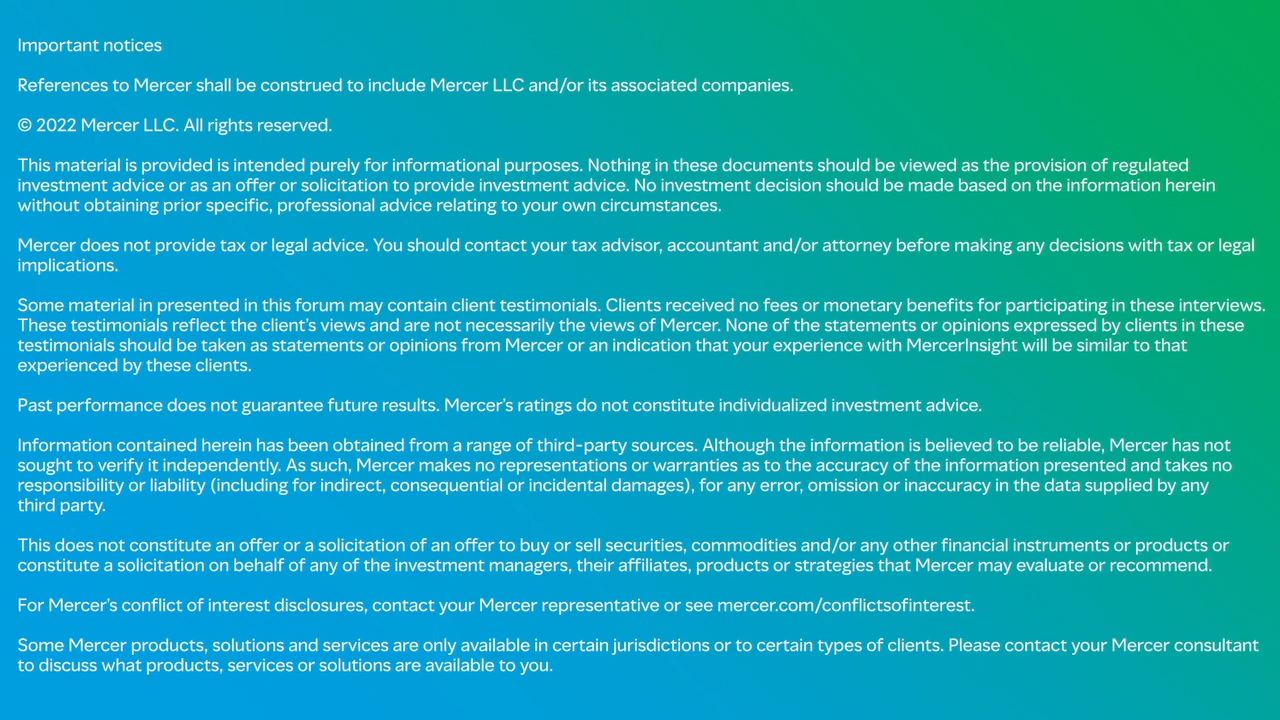 Important notices
References to Mercer shall be construed to include Mercer LLC and/or its associated companies.
© 2022 Mercer LLC. All rights reserved.
This material is provided is intended purely for informational purposes. Nothing in these documents should be viewed as the provision of regulated
investment advice or as an offer or solicitation to provide investment advice. No investment decision should be made based on the information herein
without obtaining prior specific, professional advice relating to your own circumstances.
Mercer does not provide tax or legal advice. You should contact your tax advisor, accountant and/or attorney before making any decisions with tax or legal
implications.
Some material in presented in this forum may contain client testimonials. Clients received no fees or monetary benefits for participating in these interviews.
These testimonials reflect the client's views and are not necessarily the views of Mercer. None of the statements or opinions expressed by clients in these
testimonials should be taken as statements or opinions from Mercer or an indication that your experience with MercerInsight will be similar to that
experienced by these clients.
Past performance does not guarantee future results. Mercer's ratings do not constitute individualized investment advice.
Information contained herein has been obtained from a range of third-party sources. Although the information is believed to be reliable, Mercer has not
sought to verify it independently. As such, Mercer makes no representations or warranties as to the accuracy of the information presented and takes no
responsibility or liability (including for indirect, consequential or incidental damages), for any error, omission or inaccuracy in the data supplied by any
third party.
This does not constitute an offer or a solicitation of an offer to buy or sell securities, commodities and/or any other financial instruments or products or
constitute a solicitation on behalf of any of the investment managers, their affiliates, products or strategies that Mercer may evaluate or recommend.
For Mercer's conflict of interest disclosures, contact your Mercer representative or see mercer.com/conflictsofinterest.
Some Mercer products, solutions and services are only available in certain jurisdictions or to certain types of clients. Please contact your Mercer consultant
to discuss what products, services or solutions are available to you.